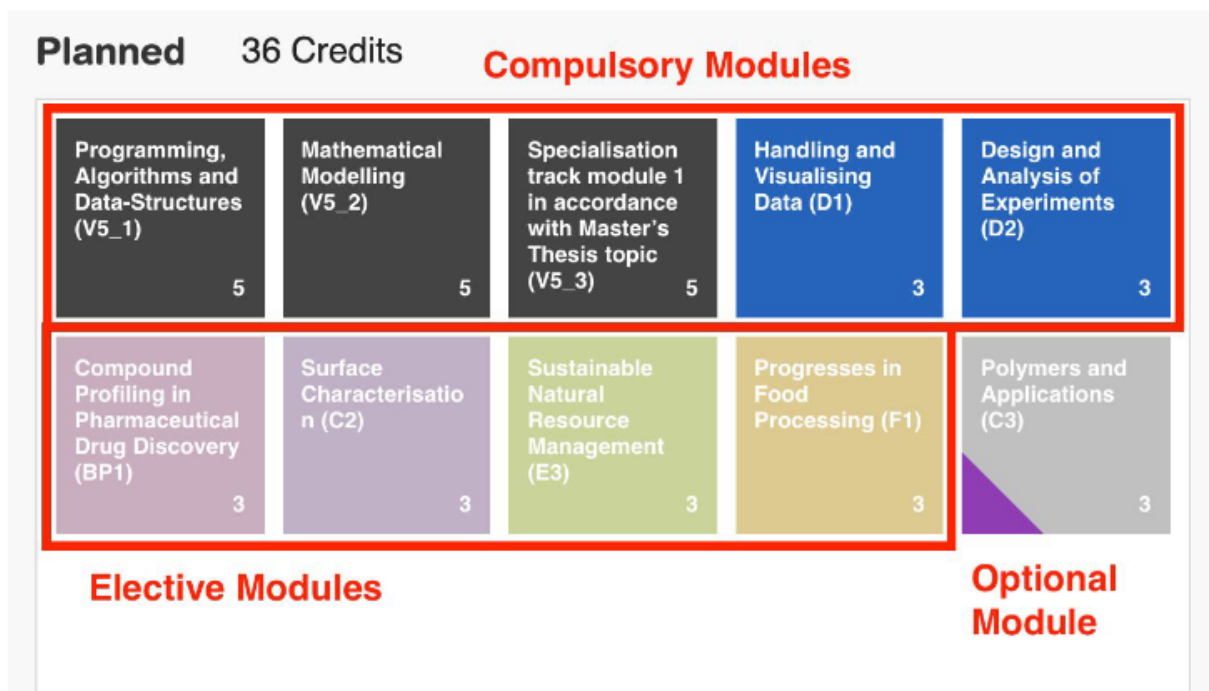 Planned 36 Credits
Compulsory Modules
Programming,
Algorithms and
Data-Structures
(V5_1)
5
Mathematical
Modelling
(V5_2)
5
Specialisation
track module 1
in accordance
with Master's
Thesis topic
(V5_3)
5
Handling and
Visualising
Data (D1)
3
Design and
Analysis of
Experiments
(D2)
3
Compound
Profiling in
Pharmaceutical
Drug Discovery
(BP1)
3
Surface
Characterisatio
n (C2)
3
Sustainable
Natural
Resource
Management
(E3)
3
Progresses in
Food
Processing (F1)
3
Polymers and
Applications
(C3)
3
Elective Modules
Optional
Module